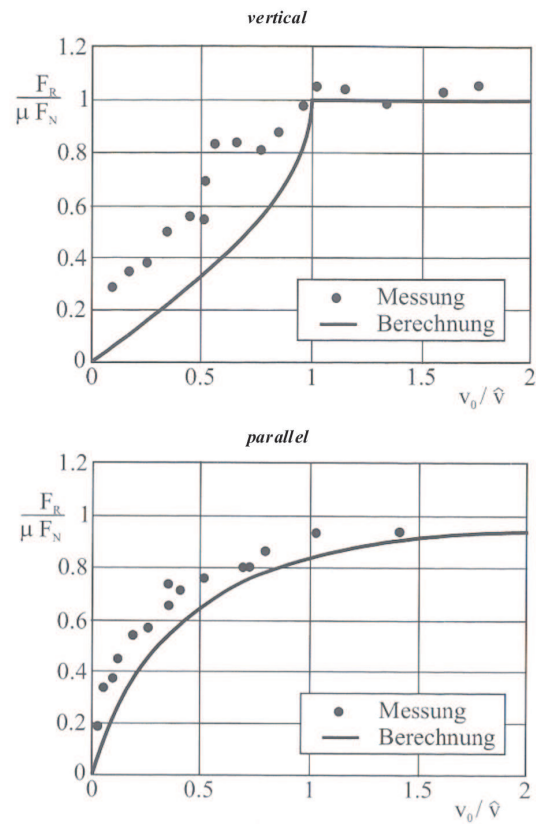 vertical
1.2
F_R
μ F_N
1
0.8
0.6
0.4
0.2
0
Messung
Berechnung
0 0.5 1 1.5 2
v_0 / v̂
parallel
1.2
F_R
μ F_N
1
0.8
0.6
0.4
0.2
0
Messung
Berechnung
0 0.5 1 1.5 2
v_0 / v̂